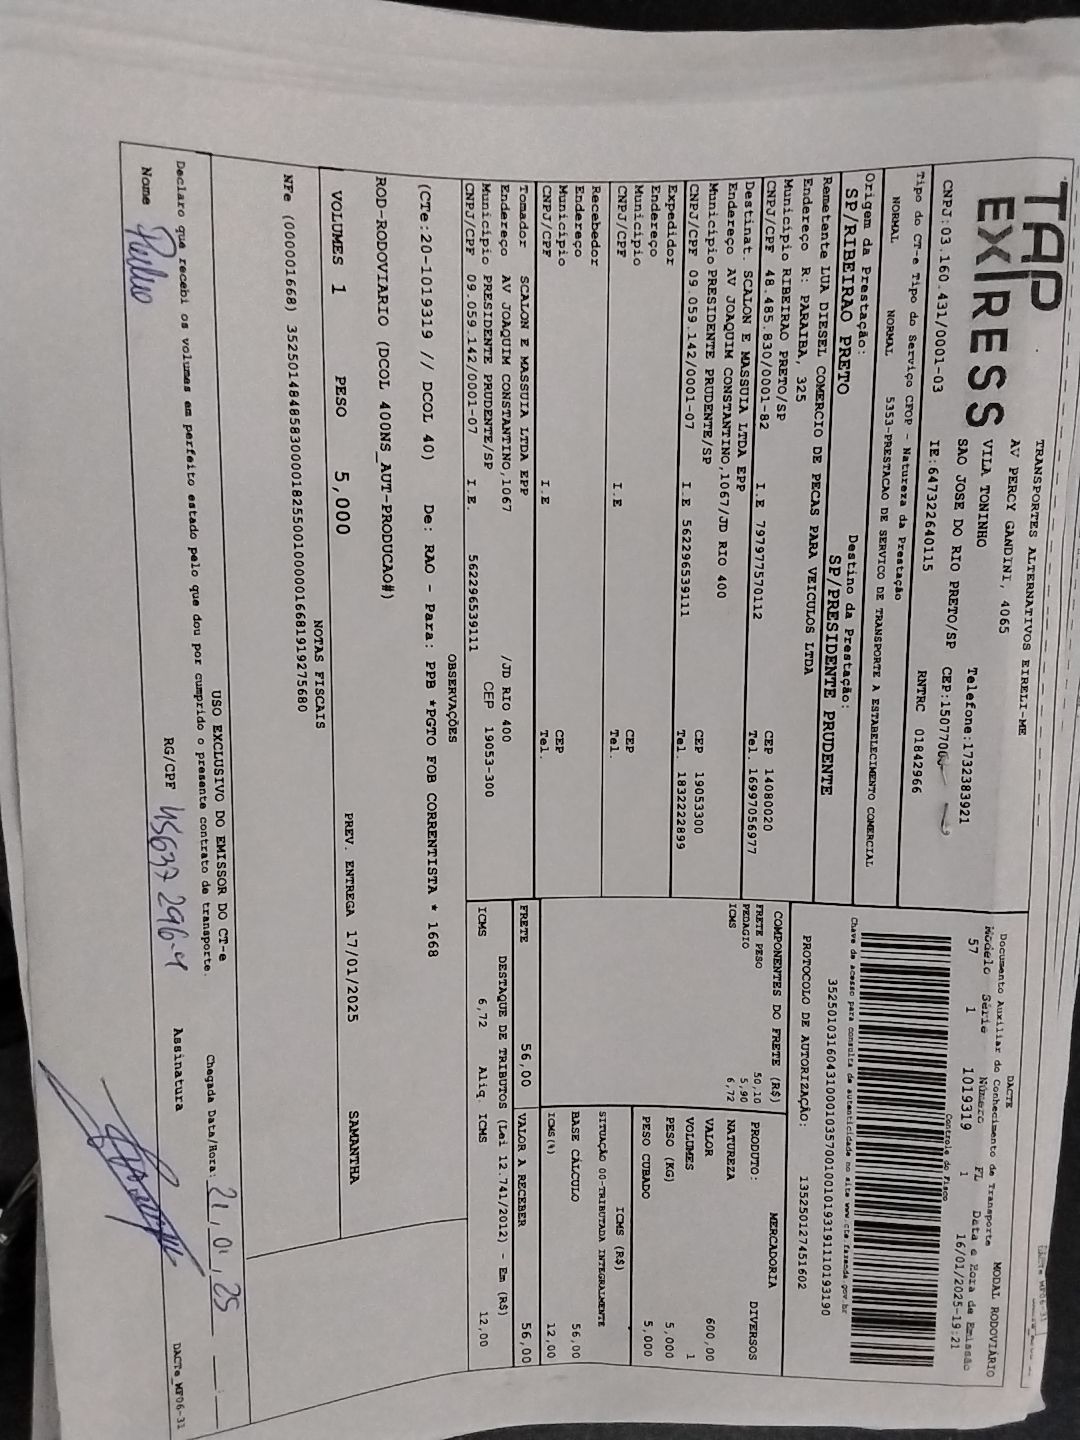 TAP
EX|RESS
TRANSPORTES ALTERNATIVOS EIRELI-ME
AV PERCY GANDINI, 4065
VILA TONINHO Telefone:1732383921
SAO JOSE DO RIO PRETO/SP CEP:15077000
CNPJ:03.160.431/0001-03 IE:647322640115 RNTRC 01842966
Tipo do CT-e Tipo do Serviço CFOP - Natureza da Prestação
NORMAL NORMAL 5353-PRESTACAO DE SERVICO DE TRANSPORTE A ESTABELECIMENTO COMERCIAL
Origem da Prestação: Destino da Prestação:
SP/RIBEIRAO PRETO SP/PRESIDENTE PRUDENTE
Remetente LUA DIESEL COMERCIO DE PECAS PARA VEICULOS LTDA
Endereço R: PARAIBA, 325
Municipio RIBEIRAO PRETO/SP CEP 14080020
CNPJ/CPF 48.485.830/0001-82 I.E 797977570112 Tel. 16997056977
Destinat. SCALON E MASSUIA LTDA EPP
Endereço AV JOAQUIM CONSTANTINO,1067/JD RIO 400
Municipio PRESIDENTE PRUDENTE/SP CEP 19053300
CNPJ/CPF 09.059.142/0001-07 I.E 562296539111 Tel. 1832222899
Expedidor
Endereço
Municipio CEP
CNPJ/CPF I.E Tel.
Recebedor
Endereço
Municipio CEP
CNPJ/CPF I.E Tel.
Tomador SCALON E MASSUIA LTDA EPP
Endereço AV JOAQUIM CONSTANTINO,1067 /JD RIO 400
Municipio PRESIDENTE PRUDENTE/SP CEP 19053-300
CNPJ/CPF 09.059.142/0001-07 I.E. 562296539111
DACTE
Documento Auxiliar do Conhecimento de Transporte MODAL RODOVIÁRIO
Modelo Série Número FL Data e Hora de Emissão
57 1 1019319 1 16/01/2025-19:21
Controle do Fisco
Chave de acesso para consulta de autenticidade no site www.cte.fazenda.gov.br
35250103160431000103570010010193191110193190
PROTOCOLO DE AUTORIZAÇÃO: 135250127451602
COMPONENTES DO FRETE (R$)
FRETE PESO 50,10
PEDAGIO 5,90
ICMS 6,72
MERCADORIA
PRODUTO: DIVERSOS
NATUREZA
VALOR 600,00
VOLUMES 1
PESO (KG) 5,000
PESO CUBADO 5,000
ICMS (R$)
SITUAÇÃO 00-TRIBUTADA INTEGRALMENTE
BASE CÁLCULO 56,00
ICMS(%) 12,00
FRETE 56,00 VALOR A RECEBER 56,00
DESTAQUE DE TRIBUTOS (Lei 12.741/2012) - Em (R$)
ICMS 6,72 Aliq. ICMS 12,00
OBSERVAÇÕES
(CTe:20-1019319 // DCOL 40) De: RAO - Para: PPB *PGTO FOB CORRENTISTA * 1668
ROD-RODOVIARIO (DCOL 400NS_AUT-PRODUCAO#)
VOLUMES 1 PESO 5,000 PREV. ENTREGA 17/01/2025 SAMANTHA
NOTAS FISCAIS
NFe (000001668) 35250148485830000182550010000016681919275680
USO EXCLUSIVO DO EMISSOR DO CT-e
Declaro que recebi os volumes em perfeito estado pelo que dou por cumprido o presente contrato de transporte.
Chegada Data/Hora: 21,01,25
Nome RG/CPF 45637296-9 Assinatura
DACTe_WF06-31